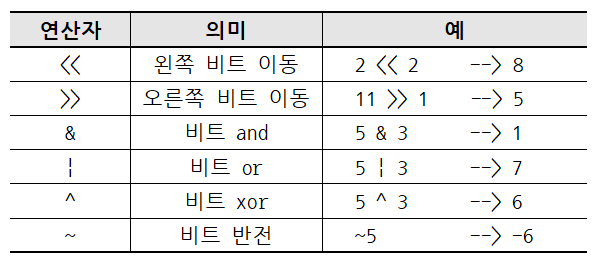 연산자 의미 예
<< 왼쪽 비트 이동 2 << 2 --> 8
>> 오른쪽 비트 이동 11 >> 1 --> 5
& 비트 and 5 & 3 --> 1
¦ 비트 or 5 ¦ 3 --> 7
^ 비트 xor 5 ^ 3 --> 6
~ 비트 반전 ~5 --> -6